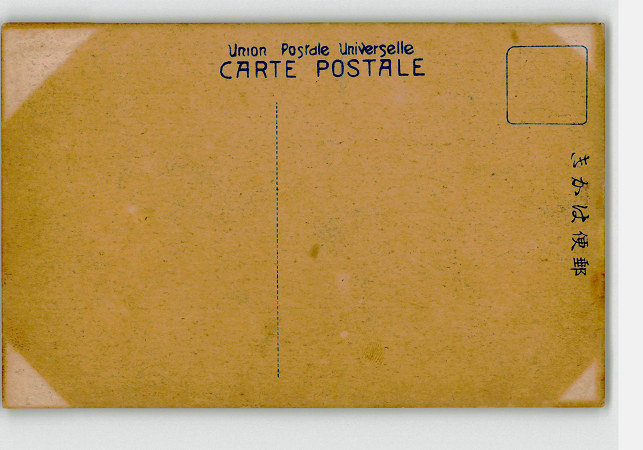 Union Postale Universelle
CARTE POSTALE
郵便はかき